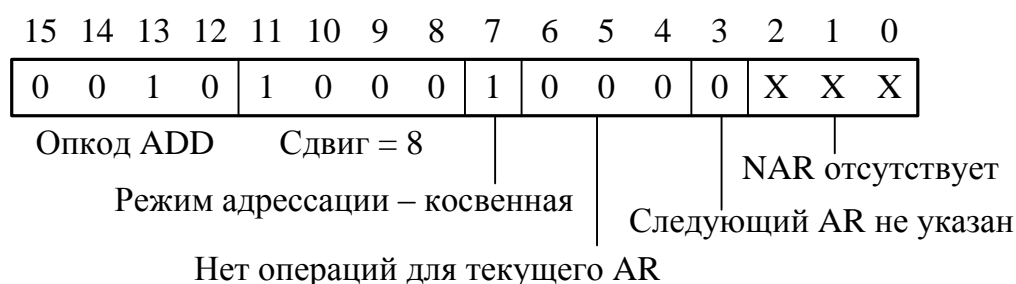 15 14 13 12 11 10 9 8 7 6 5 4 3 2 1 0
0 0 1 0 1 0 0 0 1 0 0 0 0 X X X
Опкод ADD Сдвиг = 8
NAR отсутствует
Режим адрессации – косвенная
Следующий AR не указан
Нет операций для текущего AR